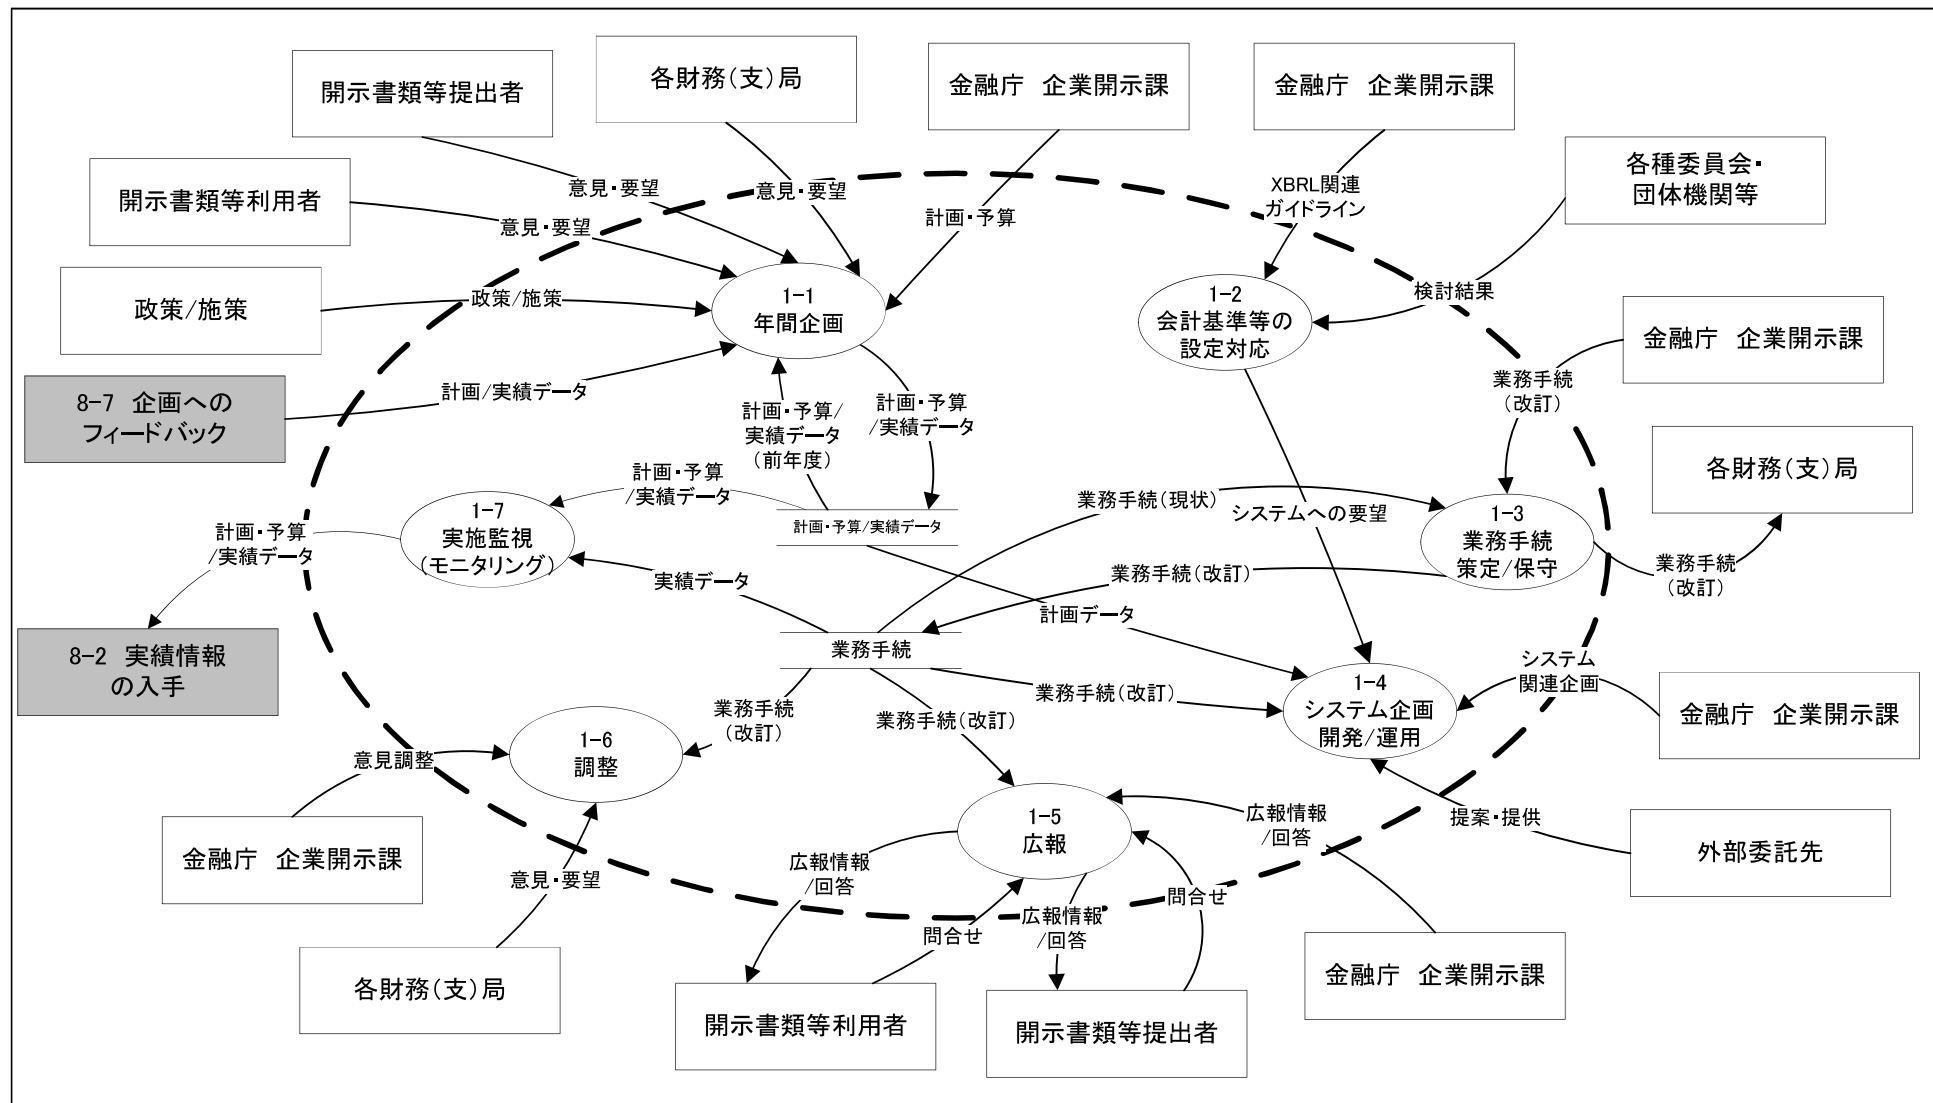 開示書類等提出者
各財務(支)局
金融庁　企業開示課
金融庁　企業開示課
各種委員会・
団体機関等
開示書類等利用者
意見・要望
意見・要望
意見・要望
計画・予算
XBRL関連
ガイドライン
政策/施策
政策/施策
1-1
年間企画
1-2
会計基準等の
設定対応
検討結果
金融庁　企業開示課
8-7 企画への
フィードバック
計画/実績データ
計画・予算/
実績データ
(前年度)
計画・予算
/実績データ
業務手続
(改訂)
各財務(支)局
計画・予算
/実績データ
1-7
実施監視
(モニタリング)
計画・予算
/実績データ
計画・予算/実績データ
業務手続(現状)
システムへの要望
1-3
業務手続
策定/保守
業務手続
(改訂)
実績データ
業務手続(改訂)
計画データ
8-2 実績情報
の入手
業務手続
業務手続
(改訂)
業務手続(改訂)
業務手続(改訂)
1-4
システム企画
開発/運用
システム
関連企画
金融庁　企業開示課
1-6
調整
意見調整
金融庁　企業開示課
意見・要望
各財務(支)局
1-5
広報
広報情報
/回答
提案・提供
外部委託先
広報情報
/回答
問合せ
広報情報
/回答
問合せ
開示書類等利用者
開示書類等提出者
金融庁　企業開示課